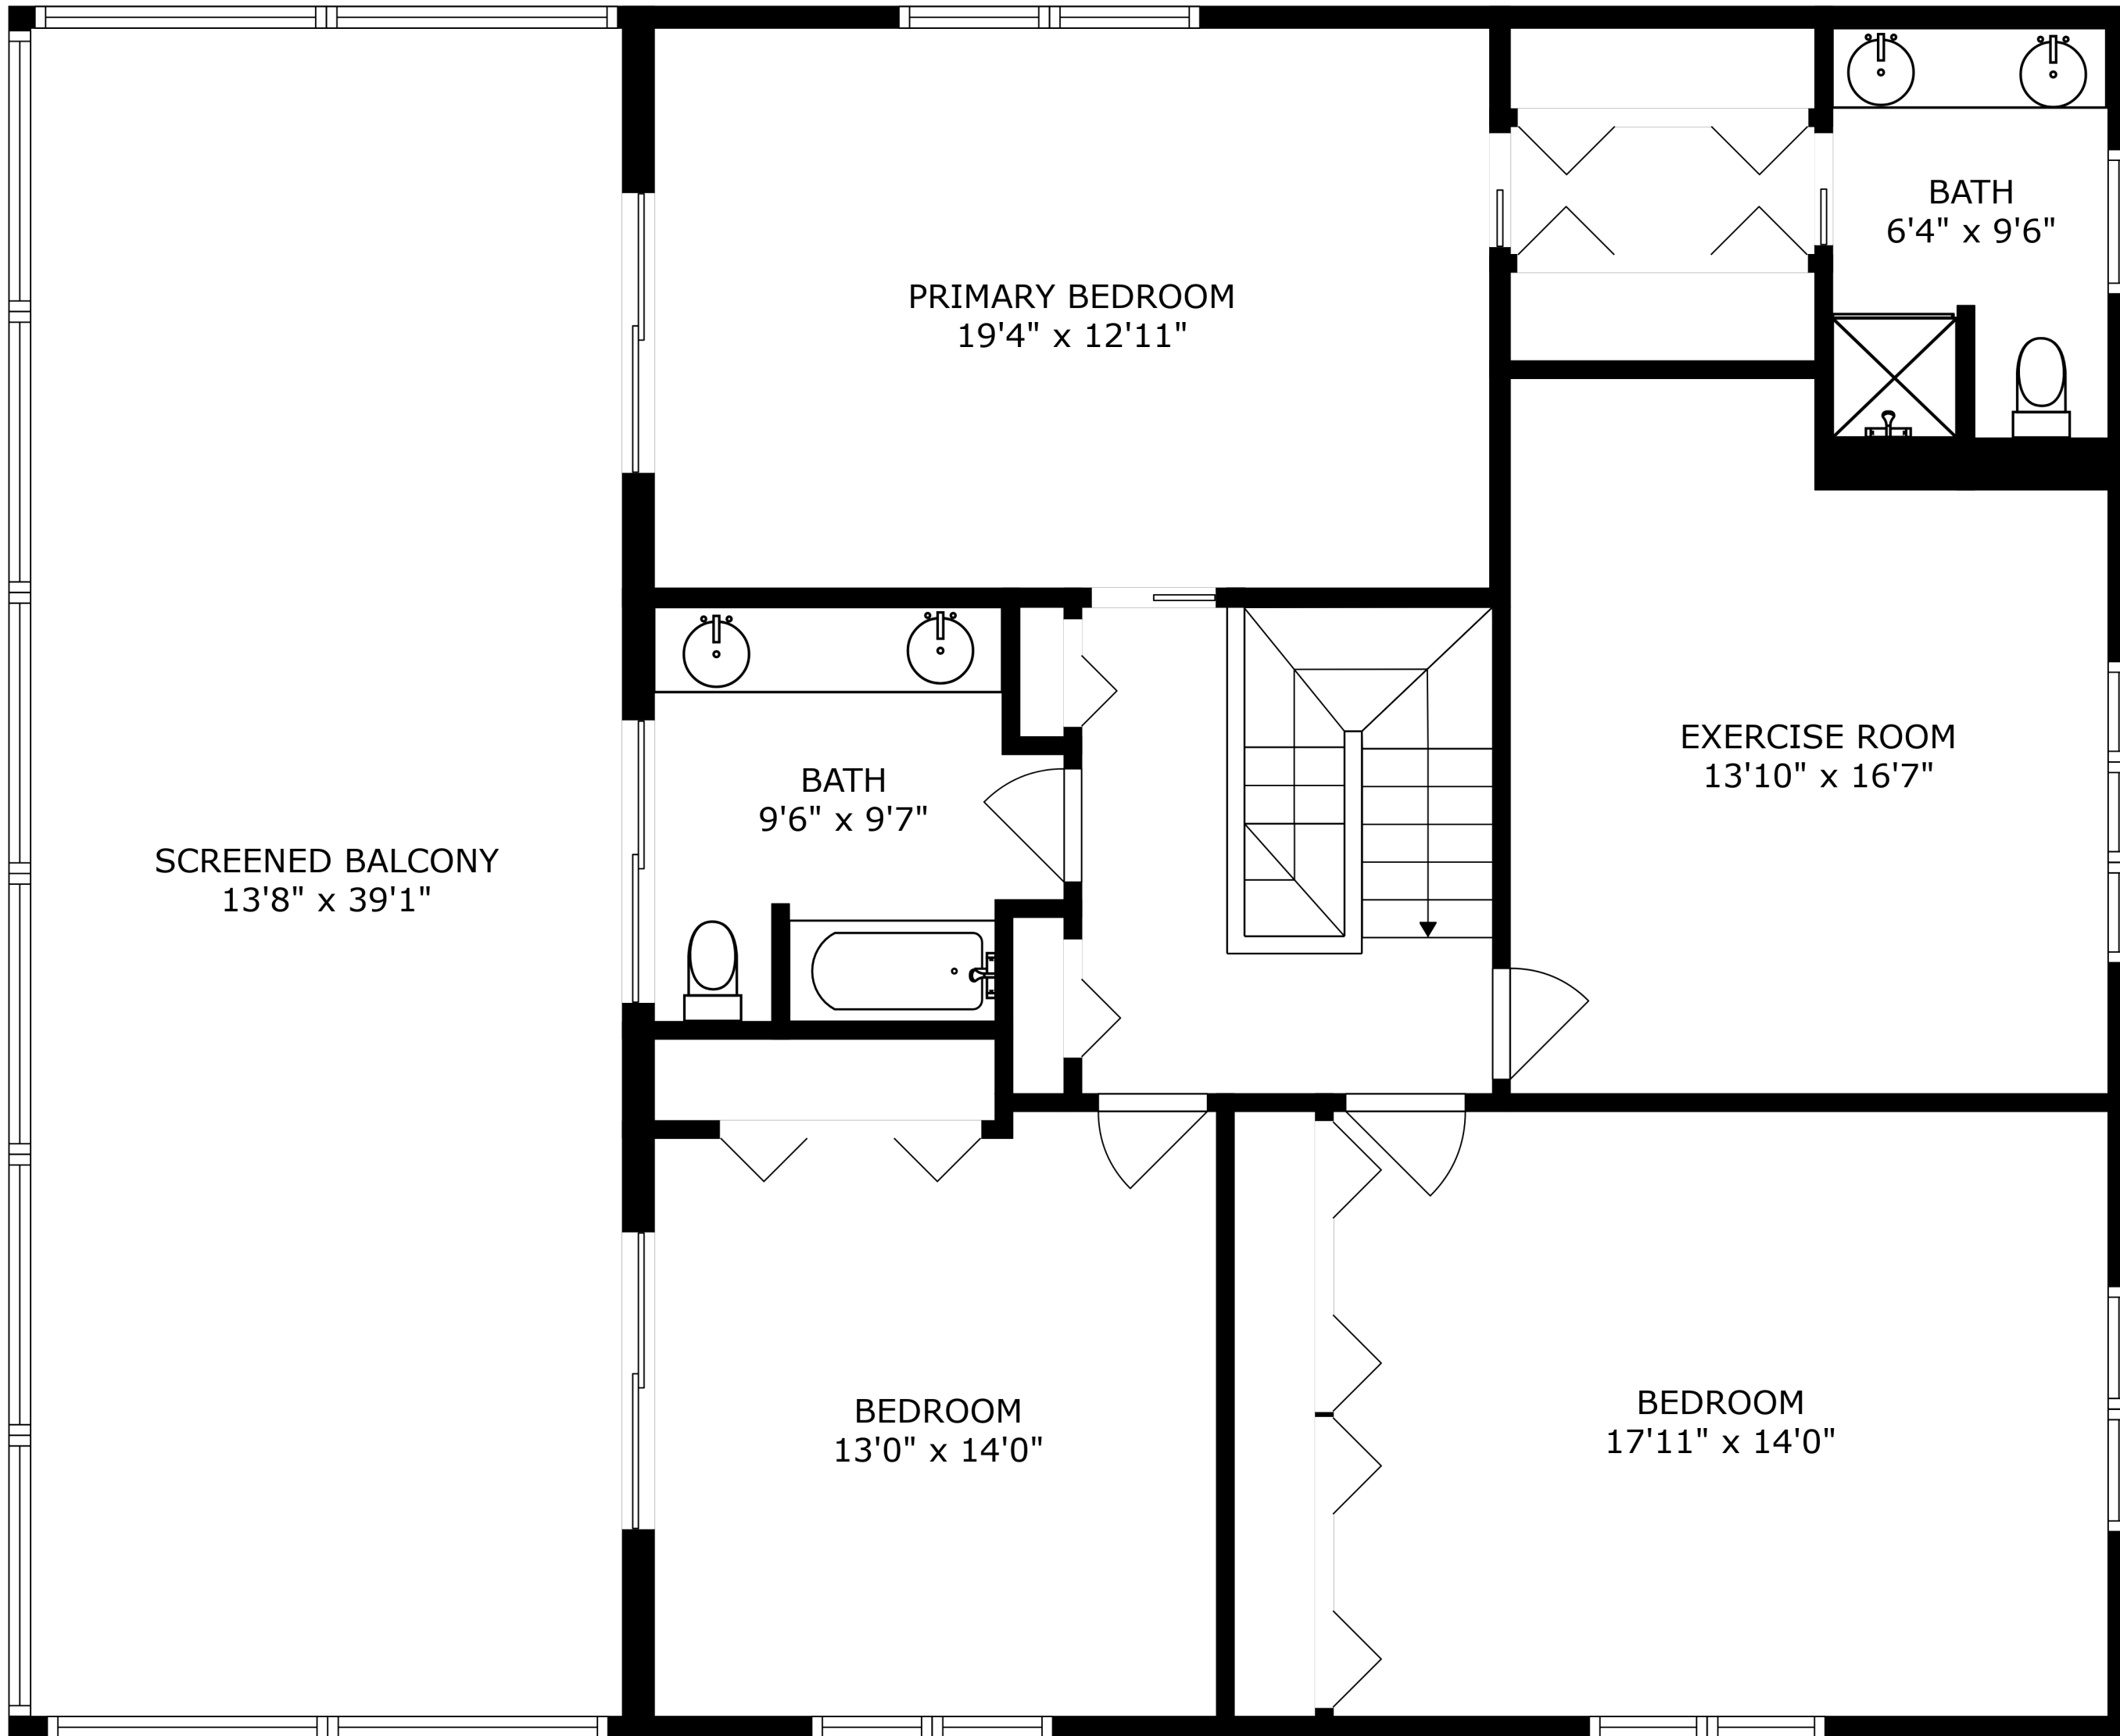 BATH
6'4" x 9'6"
PRIMARY BEDROOM
19'4" x 12'11"
EXERCISE ROOM
13'10" x 16'7"
BATH
9'6" x 9'7"
SCREENED BALCONY
13'8" x 39'1"
BEDROOM
13'0" x 14'0"
BEDROOM
17'11" x 14'0"